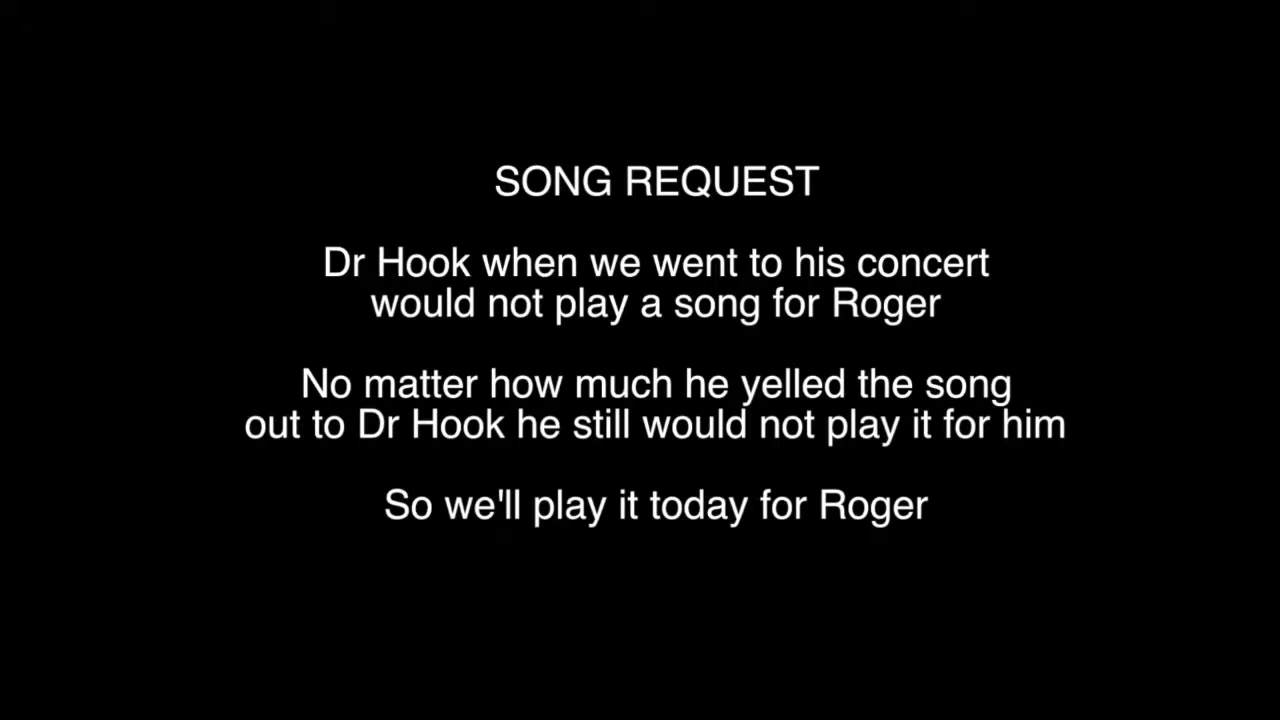 SONG REQUEST
Dr Hook when we went to his concert
would not play a song for Roger
No matter how much he yelled the song
out to Dr Hook he still would not play it for him
So we'll play it today for Roger